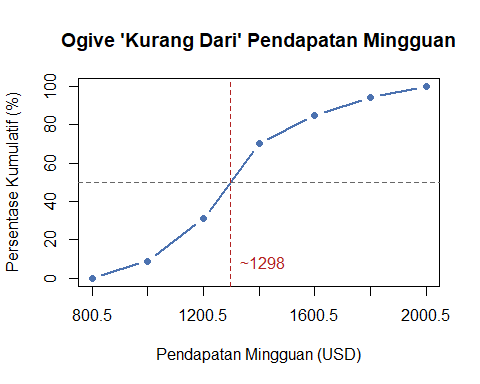 Ogive 'Kurang Dari' Pendapatan Mingguan
Persentase Kumulatif (%)
100
80
60
40
20
0
~1298
800.5 1200.5 1600.5 2000.5
Pendapatan Mingguan (USD)